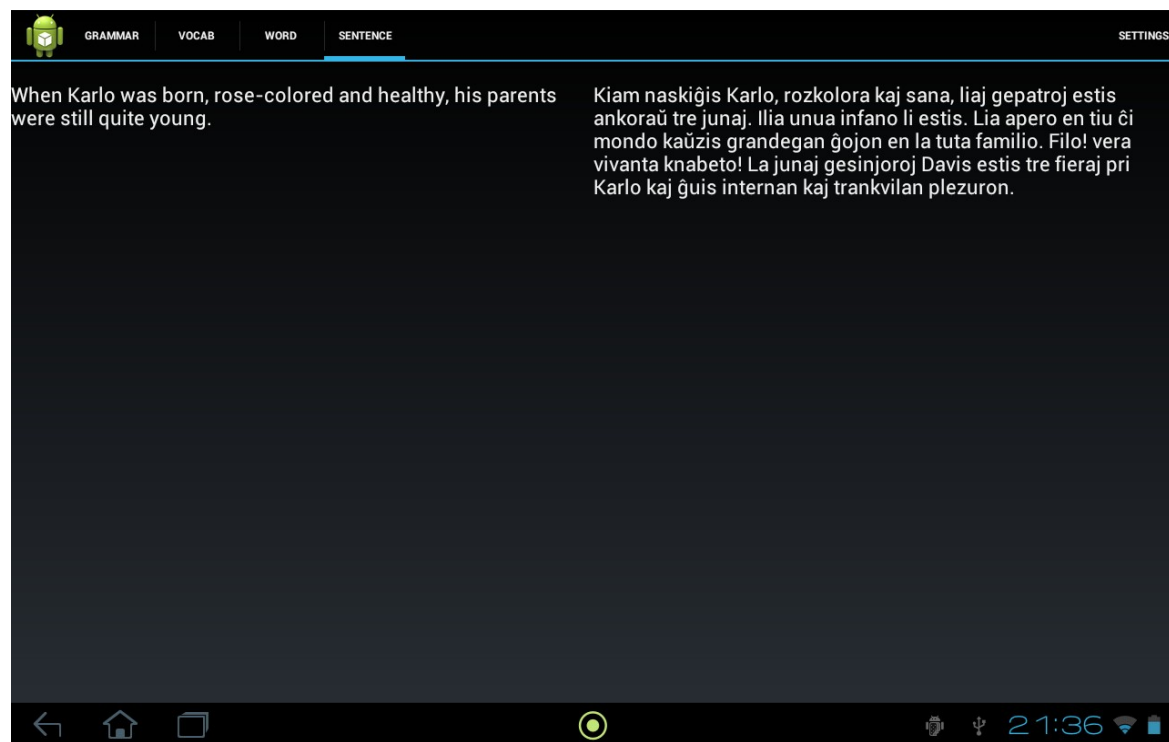 GRAMMAR VOCAB WORD SENTENCE SETTINGS
When Karlo was born, rose-colored and healthy, his parents
were still quite young.
Kiam naskiĝis Karlo, rozkolora kaj sana, liaj gepatroj estis
ankoraŭ tre junaj. Ilia unua infano li estis. Lia apero en tiu ĉi
mondo kaŭzis grandegan ĝojon en la tuta familio. Filo! vera
vivanta knabeto! La junaj gesinjoroj Davis estis tre fieraj pri
Karlo kaj ĝuis internan kaj trankvilan plezuron.
21:36